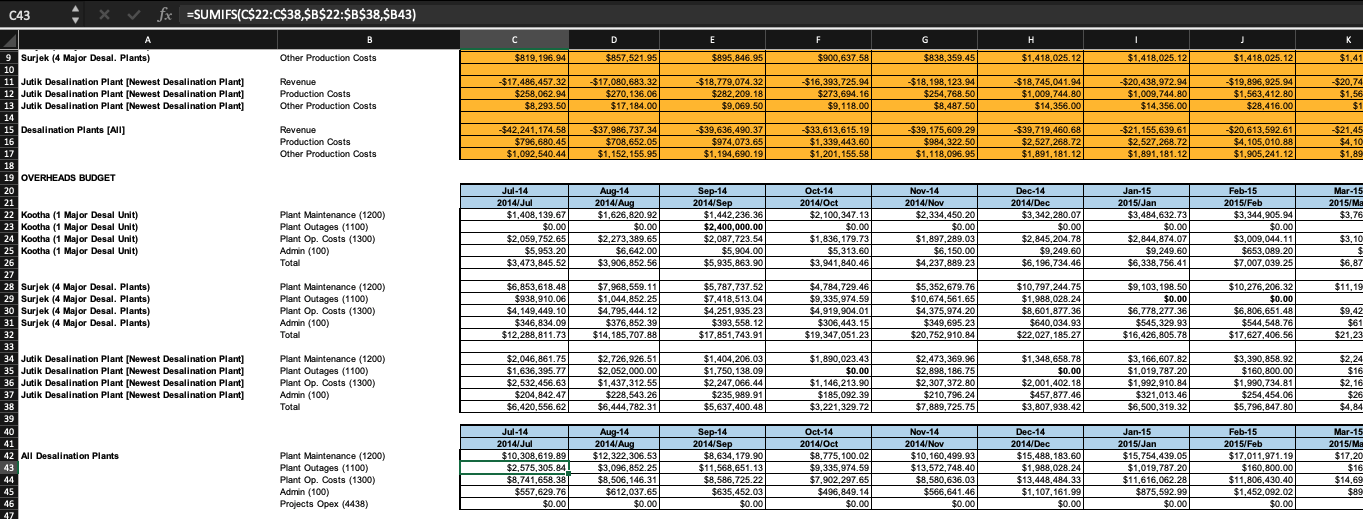 C43 fx =SUMIFS(C$22:C$38,$B$22:$B$38,$B43)
A B C D E F G H I J K
9 Surjek (4 Major Desal. Plants) Other Production Costs $819,196.94 $857,521.95 $895,846.95 $900,637.58 $838,359.45 $1,418,025.12 $1,418,025.12 $1,418,025.12 $1,41
10
11 Jutik Desalination Plant [Newest Desalination Plant] Revenue -$17,486,457.32 -$17,080,683.32 -$18,779,074.32 -$16,393,725.94 -$18,198,123.94 -$18,745,041.94 -$20,438,972.94 -$19,896,925.94 -$20,74
12 Jutik Desalination Plant [Newest Desalination Plant] Production Costs $258,062.94 $270,136.06 $282,209.18 $273,694.16 $254,768.50 $1,009,744.80 $1,009,744.80 $1,563,412.80 $1,56
13 Jutik Desalination Plant [Newest Desalination Plant] Other Production Costs $8,293.50 $17,184.00 $9,069.50 $9,118.00 $8,487.50 $14,356.00 $14,356.00 $28,416.00 $1
14
15 Desalination Plants [All] Revenue -$42,241,174.58 -$37,986,737.34 -$39,636,490.37 -$33,613,615.19 -$39,175,609.29 -$39,719,460.68 -$21,155,639.61 -$20,613,592.61 -$21,45
16 Production Costs $796,680.45 $708,652.05 $974,073.65 $1,339,443.60 $984,322.50 $2,527,268.72 $2,527,268.72 $4,105,010.88 $4,10
17 Other Production Costs $1,092,540.44 $1,152,155.95 $1,194,690.19 $1,201,155.58 $1,118,096.95 $1,891,181.12 $1,891,181.12 $1,905,241.12 $1,89
18
19 OVERHEADS BUDGET
20 Jul-14 Aug-14 Sep-14 Oct-14 Nov-14 Dec-14 Jan-15 Feb-15 Mar-15
21 2014/Jul 2014/Aug 2014/Sep 2014/Oct 2014/Nov 2014/Dec 2015/Jan 2015/Feb 2015/Ma
22 Kootha (1 Major Desal Unit) Plant Maintenance (1200) $1,408,139.67 $1,626,820.92 $1,442,236.36 $2,100,347.13 $2,334,450.20 $3,342,280.07 $3,484,632.73 $3,344,905.94 $3,76
23 Kootha (1 Major Desal Unit) Plant Outages (1100) $0.00 $0.00 $2,400,000.00 $0.00 $0.00 $0.00 $0.00 $0.00
24 Kootha (1 Major Desal Unit) Plant Op. Costs (1300) $2,059,752.65 $2,273,389.65 $2,087,723.54 $1,836,179.73 $1,897,289.03 $2,845,204.78 $2,844,874.07 $3,009,044.11 $3,10
25 Kootha (1 Major Desal Unit) Admin (100) $5,953.20 $6,642.00 $5,904.00 $5,313.60 $6,150.00 $9,249.60 $9,249.60 $653,089.20 $
26 Total $3,473,845.52 $3,906,852.56 $5,935,863.90 $3,941,840.46 $4,237,889.23 $6,196,734.46 $6,338,756.41 $7,007,039.25 $6,87
27
28 Surjek (4 Major Desal. Plants) Plant Maintenance (1200) $6,853,618.48 $7,968,559.11 $5,787,737.52 $4,784,729.46 $5,352,679.76 $10,797,244.75 $9,103,198.50 $10,276,206.32 $11,19
29 Surjek (4 Major Desal. Plants) Plant Outages (1100) $938,910.06 $1,044,852.25 $7,418,514.04 $9,335,974.59 $10,674,561.65 $1,988,028.24 $0.00 $0.00
30 Surjek (4 Major Desal. Plants) Plant Op. Costs (1300) $4,149,449.10 $4,795,444.12 $4,251,935.23 $4,919,904.01 $4,375,974.20 $8,601,877.36 $6,778,277.36 $6,806,651.48 $9,42
31 Surjek (4 Major Desal. Plants) Admin (100) $346,834.09 $376,852.39 $393,558.12 $306,443.15 $349,695.23 $640,034.93 $545,329.93 $544,548.76 $61
32 Total $12,288,811.73 $14,185,707.88 $17,851,743.91 $19,347,051.23 $20,752,910.84 $22,027,185.27 $16,426,805.78 $17,627,406.56 $21,23
33
34 Jutik Desalination Plant [Newest Desalination Plant] Plant Maintenance (1200) $2,046,861.75 $2,726,926.51 $1,404,206.03 $1,890,023.43 $2,473,369.96 $1,348,658.78 $3,166,607.82 $3,390,858.92 $2,24
35 Jutik Desalination Plant [Newest Desalination Plant] Plant Outages (1100) $1,636,395.77 $2,052,000.00 $1,750,138.09 $0.00 $2,898,186.75 $0.00 $1,019,787.20 $160,800.00 $16
36 Jutik Desalination Plant [Newest Desalination Plant] Plant Op. Costs (1300) $2,532,456.63 $1,437,312.55 $2,247,066.44 $1,146,213.90 $2,307,372.80 $2,001,402.18 $1,992,910.84 $1,990,734.81 $2,16
37 Jutik Desalination Plant [Newest Desalination Plant] Admin (100) $204,842.47 $228,543.26 $235,989.91 $185,092.39 $210,796.24 $457,877.46 $321,013.46 $254,454.06 $26
38 Total $6,420,556.62 $6,444,782.31 $5,637,400.48 $3,221,329.72 $7,889,725.75 $3,807,938.42 $6,500,319.32 $5,796,847.80 $4,84
39
40 Jul-14 Aug-14 Sep-14 Oct-14 Nov-14 Dec-14 Jan-15 Feb-15 Mar-15
41 2014/Jul 2014/Aug 2014/Sep 2014/Oct 2014/Nov 2014/Dec 2015/Jan 2015/Feb 2015/Ma
42 All Desalination Plants Plant Maintenance (1200) $10,308,619.89 $12,322,306.53 $8,634,179.90 $8,775,100.02 $10,160,499.93 $15,488,183.60 $15,754,439.05 $17,011,971.19 $17,20
43 Plant Outages (1100) $2,575,305.84 $3,096,852.25 $11,568,651.13 $9,335,974.59 $13,572,748.40 $1,988,028.24 $1,019,787.20 $160,800.00 $16
44 Plant Op. Costs (1300) $8,741,658.38 $8,506,146.31 $8,586,725.22 $7,902,297.65 $8,580,636.03 $13,448,484.33 $11,616,062.28 $11,806,430.40 $14,69
45 Admin (100) $557,629.76 $612,037.65 $635,452.03 $496,849.14 $566,641.46 $1,107,161.99 $875,592.99 $1,452,092.02 $89
46 Projects Opex (4438) $0.00 $0.00 $0.00 $0.00 $0.00 $0.00 $0.00 $0.00
47